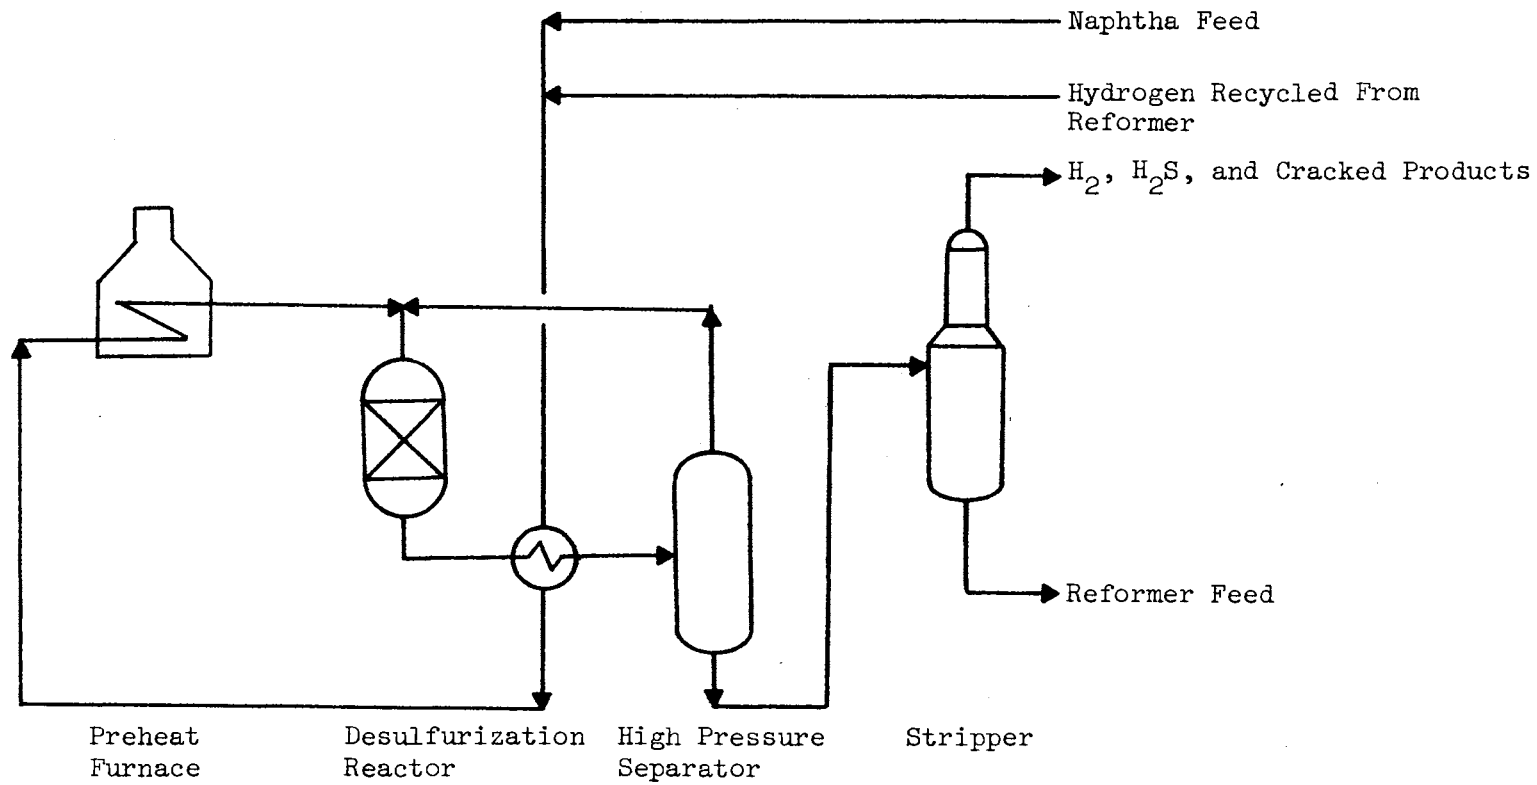 Naphtha Feed
Hydrogen Recycled From
Reformer
H₂, H₂S, and Cracked Products
Reformer Feed
Preheat
Furnace
Desulfurization
Reactor
High Pressure
Separator
Stripper